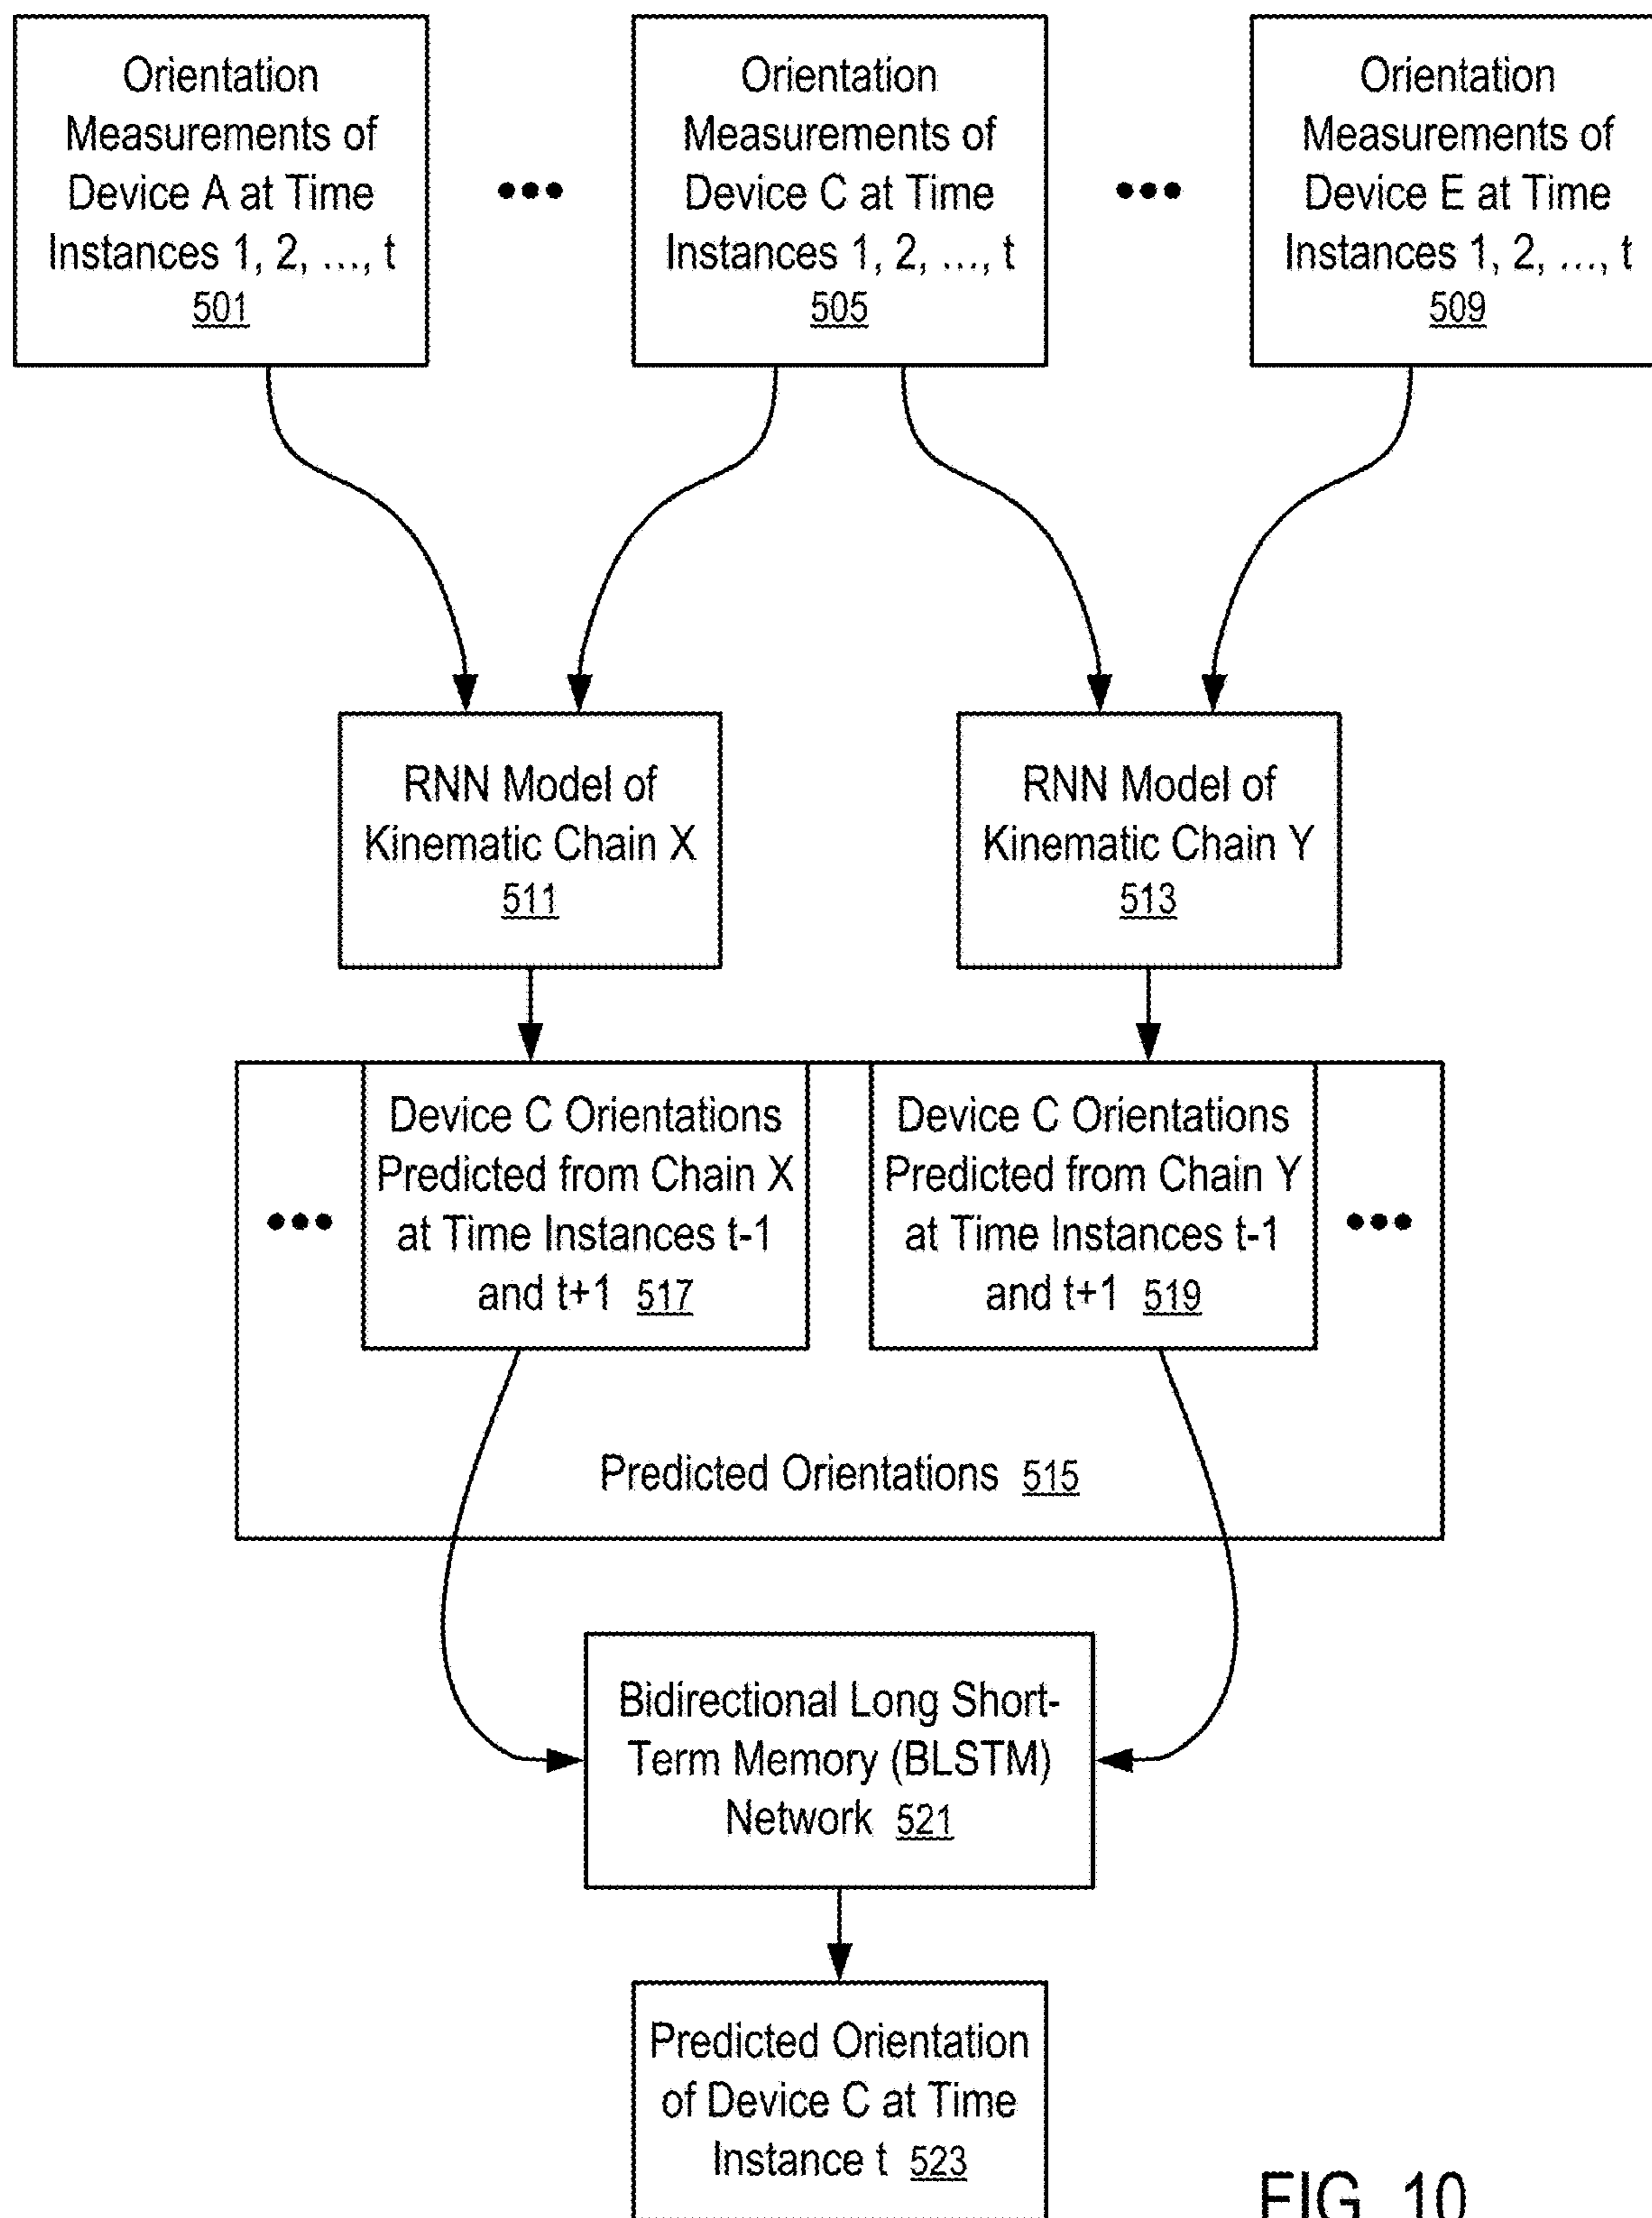 Orientation
Measurements of
Device A at Time
Instances 1, 2, ..., t
501
•••
Orientation
Measurements of
Device C at Time
Instances 1, 2, ..., t
505
•••
Orientation
Measurements of
Device E at Time
Instances 1, 2, ..., t
509
RNN Model of
Kinematic Chain X
511
RNN Model of
Kinematic Chain Y
513
•••
Device C Orientations
Predicted from Chain X
at Time Instances t-1
and t+1 517
Device C Orientations
Predicted from Chain Y
at Time Instances t-1
and t+1 519
•••
Predicted Orientations 515
Bidirectional Long Short-
Term Memory (BLSTM)
Network 521
Predicted Orientation
of Device C at Time
Instance t 523
FIG. 10